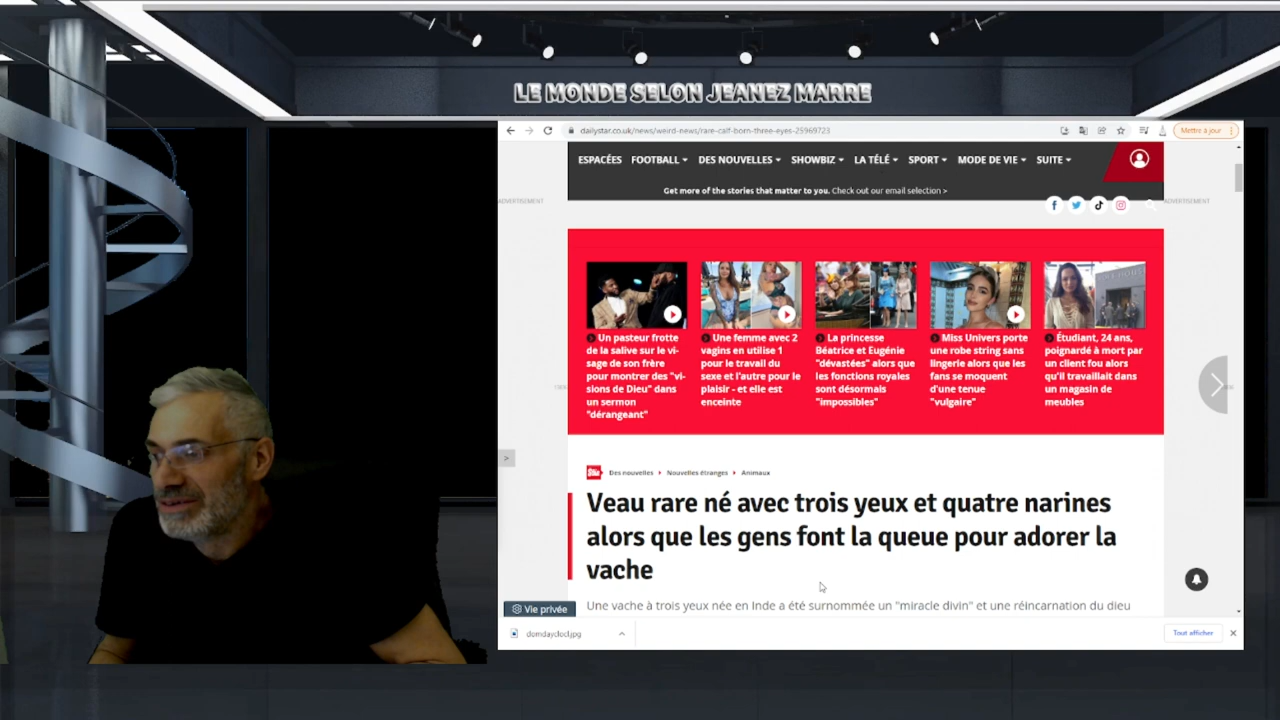 LE MONDE SELON JEANEZ MARRE
dailystar.co.uk/news/weird-news/rare-calf-born-three-eyes-25969723
Mettre à jour
ESPACÉES FOOTBALL DES NOUVELLES SHOWBIZ LA TÉLÉ SPORT MODE DE VIE SUITE
Get more of the stories that matter to you. Check out our email selection >
ADVERTISEMENT
ADVERTISEMENT
Un pasteur frotte
de la salive sur le vi-
sage de son frère
pour montrer des "vi-
sions de Dieu" dans
un sermon
"dérangeant"
Une femme avec 2
vagins en utilise 1
pour le travail du
sexe et l'autre pour le
plaisir - et elle est
enceinte
La princesse
Béatrice et Eugénie
"dévastées" alors que
les fonctions royales
sont désormais
"impossibles"
Miss Univers porte
une robe string sans
lingerie alors que les
fans se moquent
d'une tenue
"vulgaire"
Étudiant, 24 ans,
poignardé à mort par
un client fou alors
qu'il travaillait dans
un magasin de
meubles
Des nouvelles Nouvelles étranges Animaux
Veau rare né avec trois yeux et quatre narines
alors que les gens font la queue pour adorer la
vache
Une vache à trois yeux née en Inde a été surnommée un "miracle divin" et une réincarnation du dieu
Vie privée
domdayclocl.jpg
Tout afficher